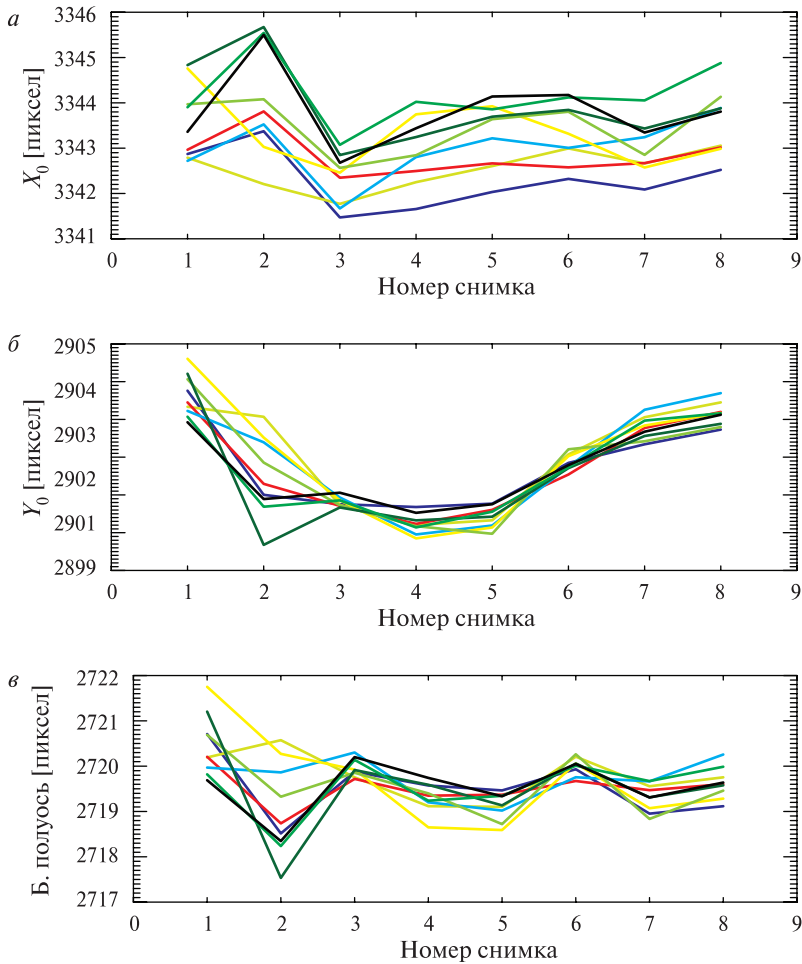 а
X₀ [пиксел]
3346
3345
3344
3343
3342
3341
0 1 2 3 4 5 6 7 8 9
Номер снимка
б
Y₀ [пиксел]
2905
2904
2903
2902
2901
2899
0 1 2 3 4 5 6 7 8 9
Номер снимка
в
Б. полуось [пиксел]
2722
2721
2720
2719
2718
2717
0 1 2 3 4 5 6 7 8 9
Номер снимка